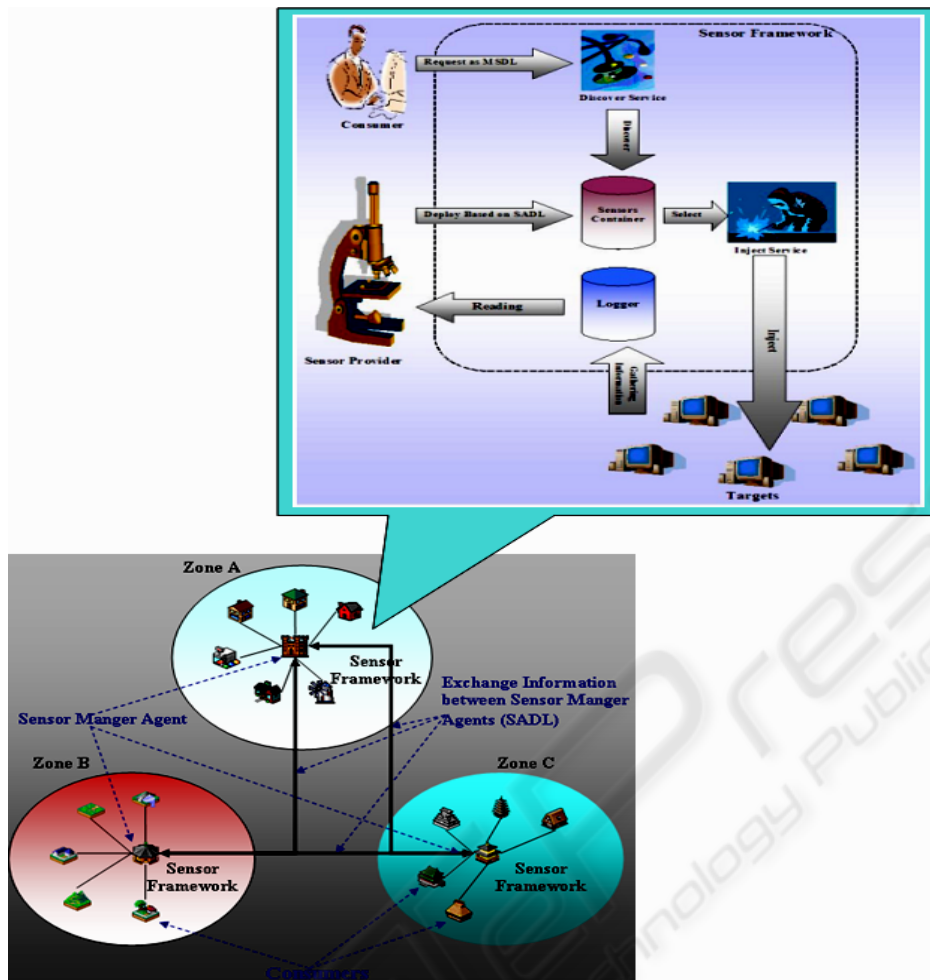 Sensor Framework
Request as MSDL
Discover Service
Consumer
Discover
Sensors
Container
Deploy Based on SADL
Select
Inject Service
Logger
Reading
Sensor Provider
Gathering
Information
Inject
Targets
Zone A
Sensor
Framework
Exchange Information
between Sensor Manger
Agents (SADL)
Sensor Manger Agent
Zone B
Zone C
Sensor
Framework
Sensor
Framework
Consumers